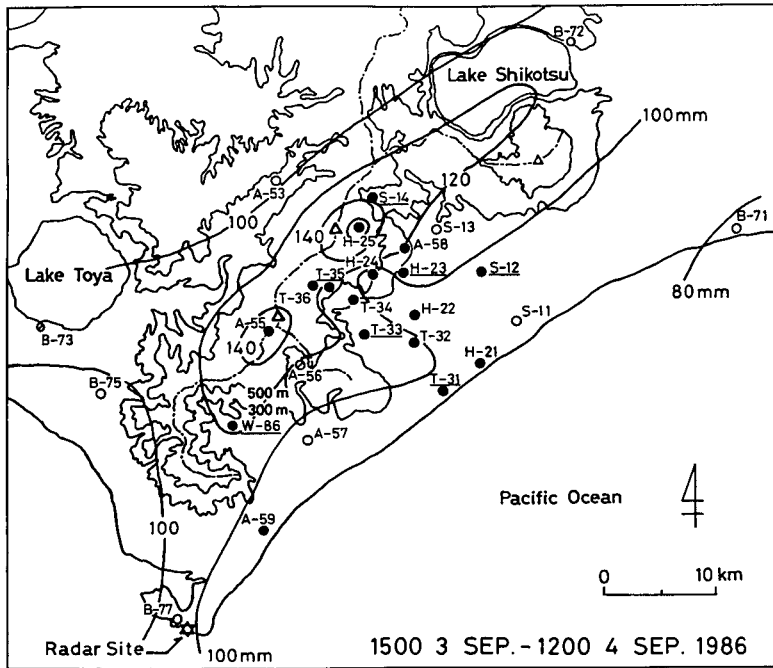 B-72
Lake Shikotsu
100mm
120
A-53
S-14
B-71
S-13
100
140
H-25
A-58
H-24
H-23
S-12
Lake Toya
T-35
80mm
T-36
T-34
H-22
S-11
A-55
T-33
T-32
B-73
140
A-56
H-21
B-75
500 m
T-31
300 m
W-86
A-57
Pacific Ocean
100
A-59
0 10 km
B-77
Radar Site
100mm
1500 3 SEP.-1200 4 SEP. 1986